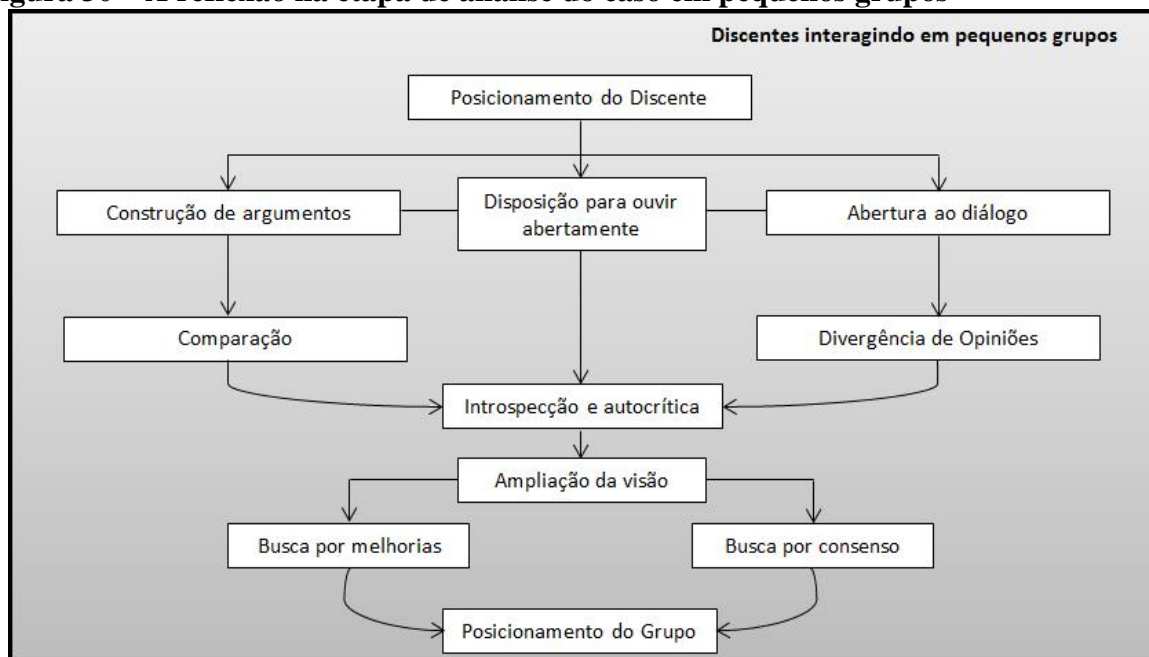 Discentes interagindo em pequenos grupos
Posicionamento do Discente
Construção de argumentos
Disposição para ouvir
abertamente
Abertura ao diálogo
Comparação
Divergência de Opiniões
Introspecção e autocrítica
Ampliação da visão
Busca por melhorias
Busca por consenso
Posicionamento do Grupo